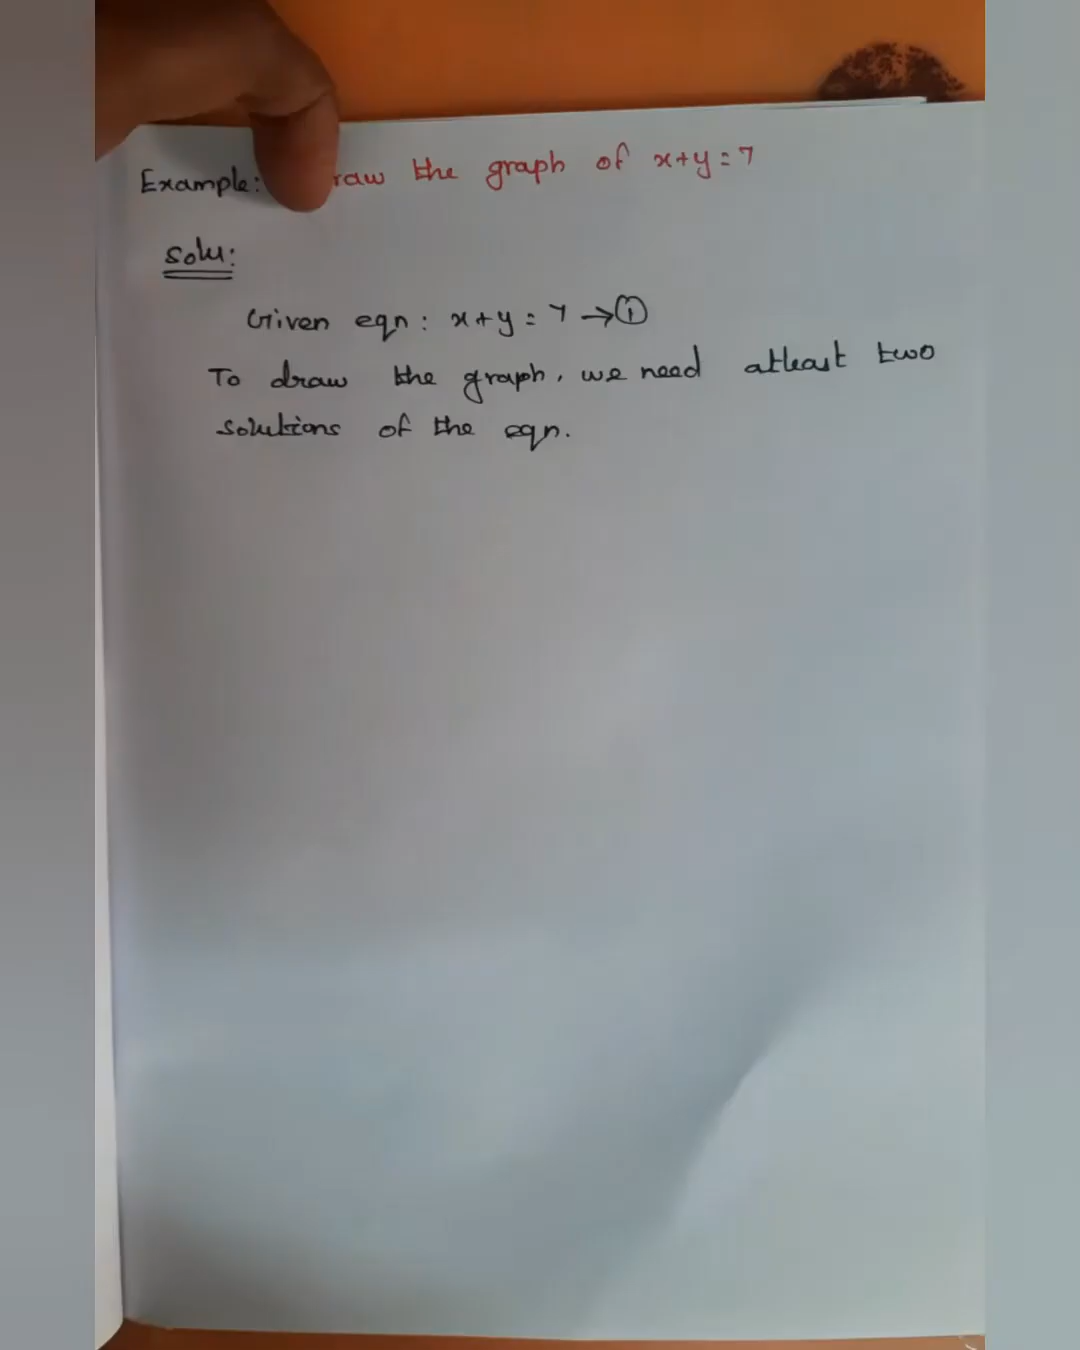 Example: raw the graph of x+y=7
Solu:
Given eqn: x+y=7 →①
To draw the graph, we need atleast two
solutions of the eqn.